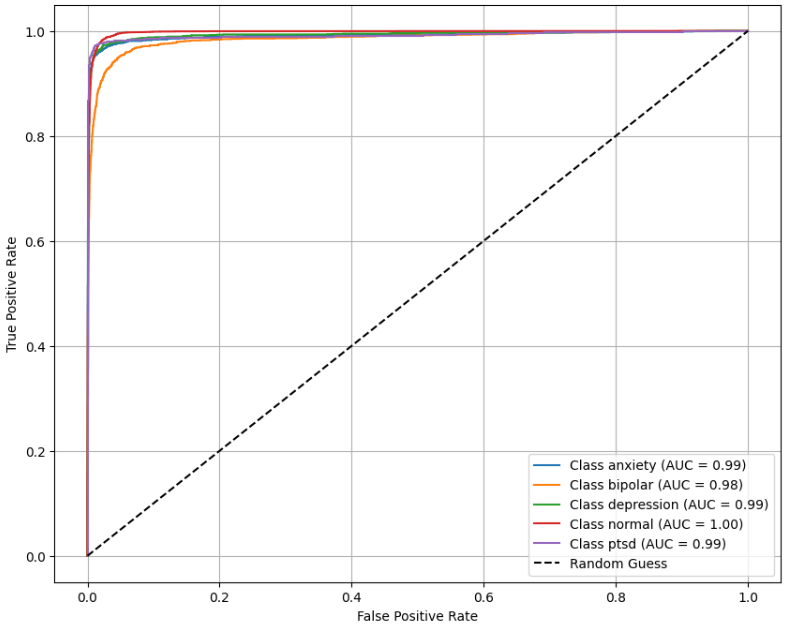 1.0
0.8
0.6
0.4
0.2
0.0
True Positive Rate
Class anxiety (AUC = 0.99)
Class bipolar (AUC = 0.98)
Class depression (AUC = 0.99)
Class normal (AUC = 1.00)
Class ptsd (AUC = 0.99)
Random Guess
0.0 0.2 0.4 0.6 0.8 1.0
False Positive Rate